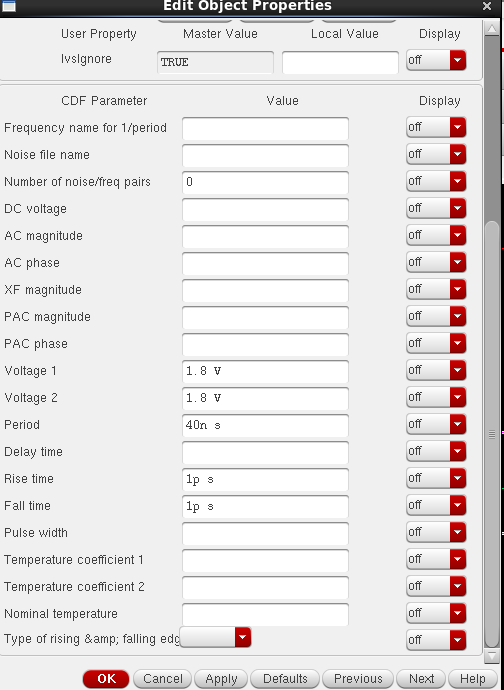 Edit Object Properties
User Property Master Value Local Value Display
lvsIgnore TRUE off
CDF Parameter Value Display
Frequency name for 1/period off
Noise file name off
Number of noise/freq pairs 0 off
DC voltage off
AC magnitude off
AC phase off
XF magnitude off
PAC magnitude off
PAC phase off
Voltage 1 1.8 V off
Voltage 2 1.8 V off
Period 40n s off
Delay time off
Rise time 1p s off
Fall time 1p s off
Pulse width off
Temperature coefficient 1 off
Temperature coefficient 2 off
Nominal temperature off
Type of rising &amp; falling edg off
OK Cancel Apply Defaults Previous Next Help